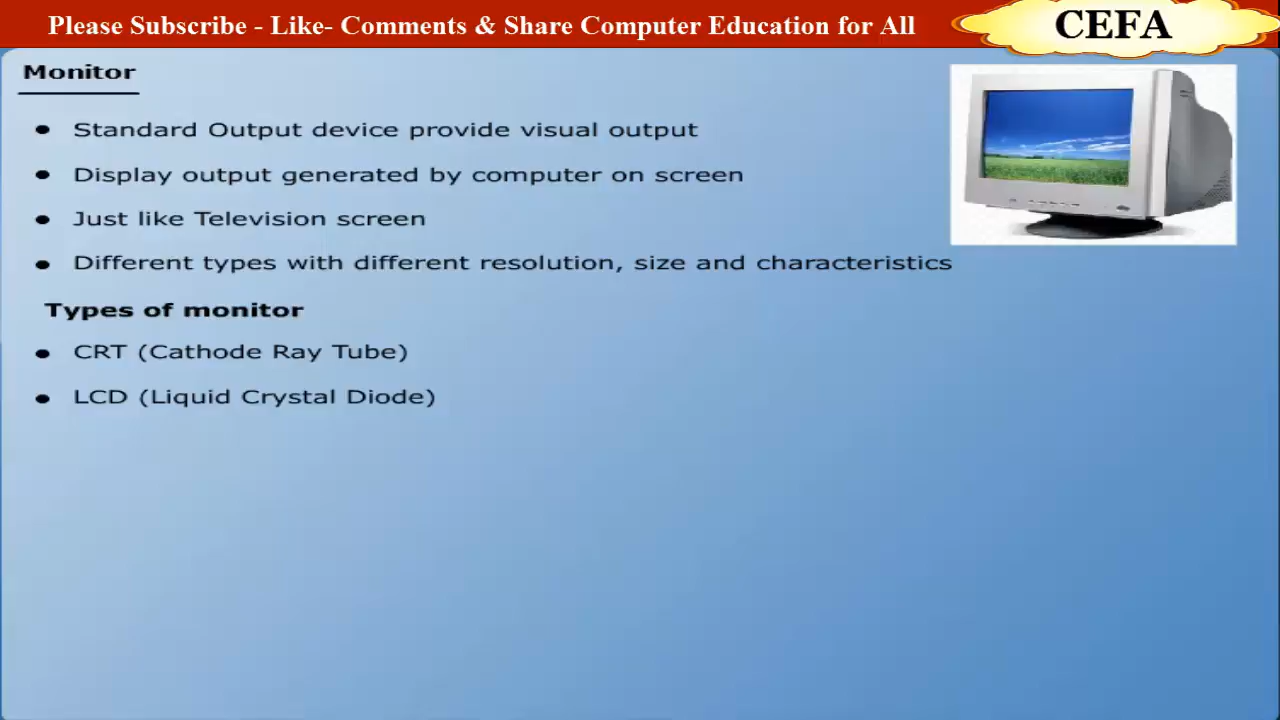 Please Subscribe - Like- Comments & Share Computer Education for All
CEFA
Monitor
Standard Output device provide visual output
Display output generated by computer on screen
Just like Television screen
Different types with different resolution, size and characteristics
Types of monitor
CRT (Cathode Ray Tube)
LCD (Liquid Crystal Diode)